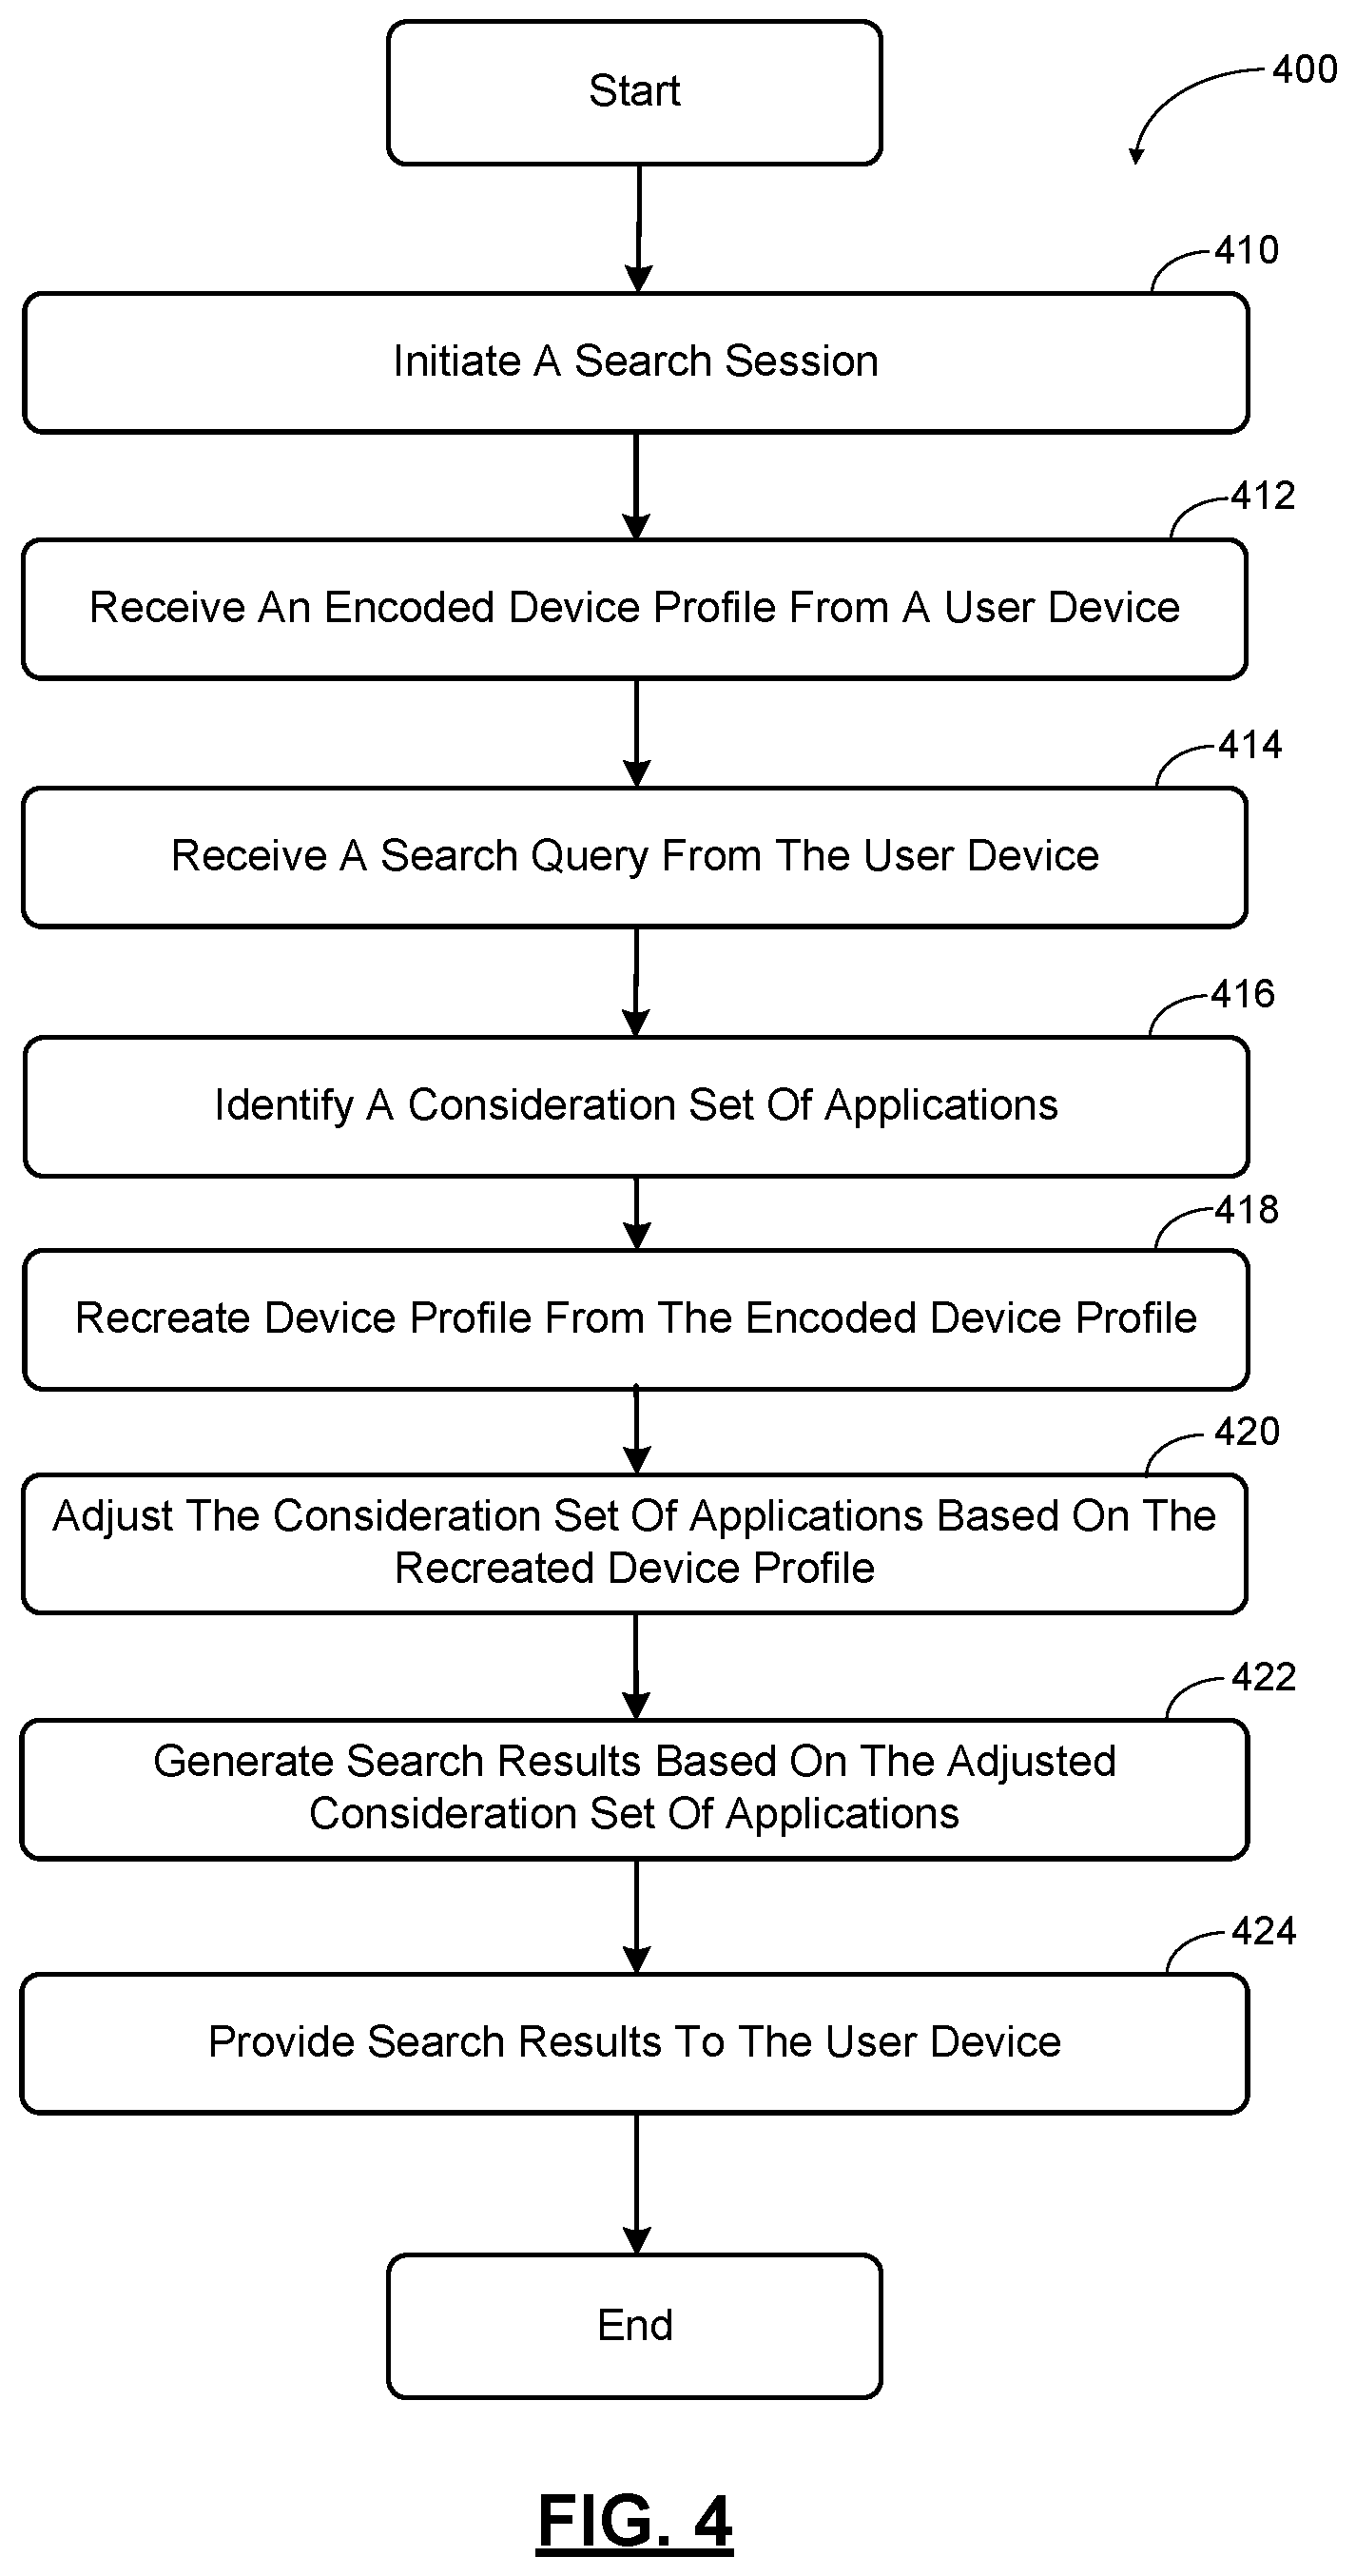 Start
400
410
Initiate A Search Session
412
Receive An Encoded Device Profile From A User Device
414
Receive A Search Query From The User Device
416
Identify A Consideration Set Of Applications
418
Recreate Device Profile From The Encoded Device Profile
420
Adjust The Consideration Set Of Applications Based On The
Recreated Device Profile
422
Generate Search Results Based On The Adjusted
Consideration Set Of Applications
424
Provide Search Results To The User Device
End
FIG. 4